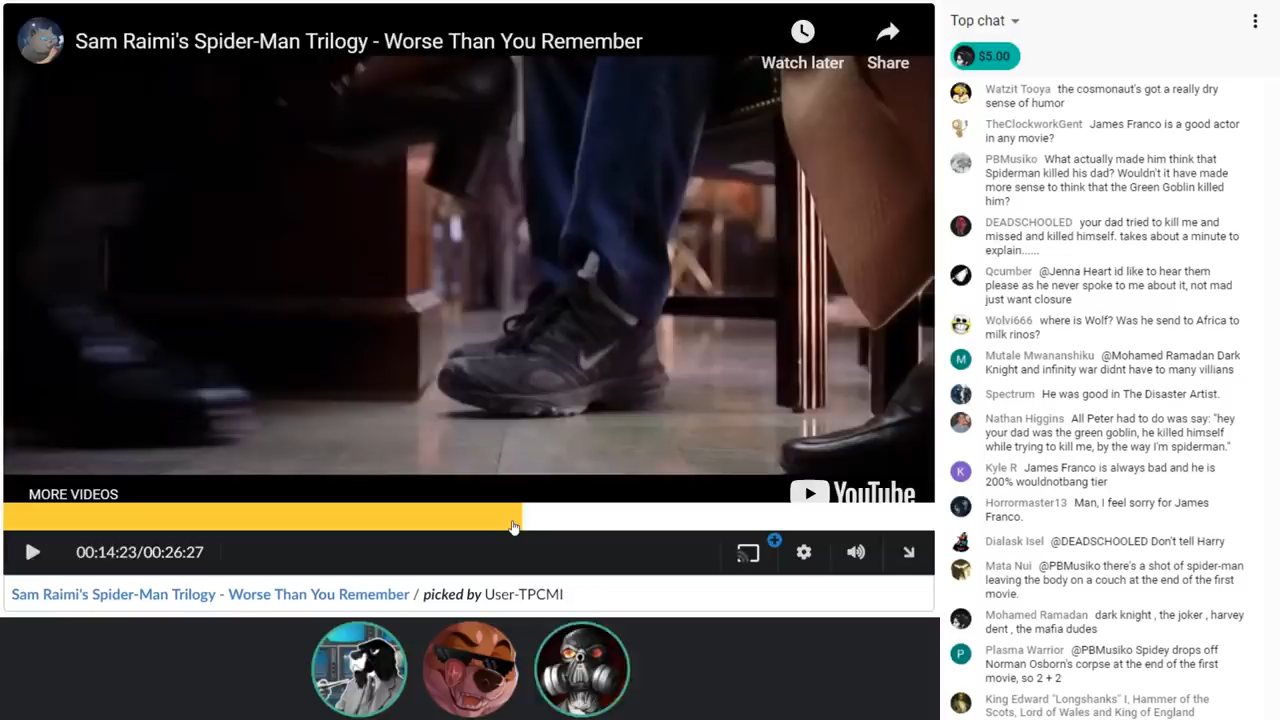 Sam Raimi's Spider-Man Trilogy - Worse Than You Remember
Watch later
Share
MORE VIDEOS
YouTube
00:14:23/00:26:27
Sam Raimi's Spider-Man Trilogy - Worse Than You Remember / picked by User-TPCMI
Top chat
$5.00
Watzit Tooya the cosmonaut's got a really dry
sense of humor
TheClockworkGent James Franco is a good actor
in any movie?
PBMusiko What actually made him think that
Spiderman killed his dad? Wouldn't it have made
more sense to think that the Green Goblin killed
him?
DEADSCHOOLED your dad tried to kill me and
missed and killed himself. takes about a minute to
explain......
Qcumber @Jenna Heart id like to hear them
please as he never spoke to me about it, not mad
just want closure
Wolvi666 where is Wolf? Was he send to Africa to
milk rinos?
M
Mutale Mwananshiku @Mohamed Ramadan Dark
Knight and infinity war didnt have to many villians
Spectrum He was good in The Disaster Artist.
Nathan Higgins All Peter had to do was say: "hey
your dad was the green goblin, he killed himself
while trying to kill me, by the way I'm spiderman."
K
Kyle R James Franco is always bad and he is
200% wouldnotbang tier
Horrormaster13 Man, I feel sorry for James
Franco.
Dialask Isel @DEADSCHOOLED Don't tell Harry
Mata Nui @PBMusiko there's a shot of spider-man
leaving the body on a couch at the end of the first
movie.
Mohamed Ramadan dark knight , the joker , harvey
dent , the mafia dudes
P
Plasma Warrior @PBMusiko Spidey drops off
Norman Osborn's corpse at the end of the first
movie, so 2 + 2
King Edward "Longshanks" I, Hammer of the
Scots, Lord of Wales and King of England